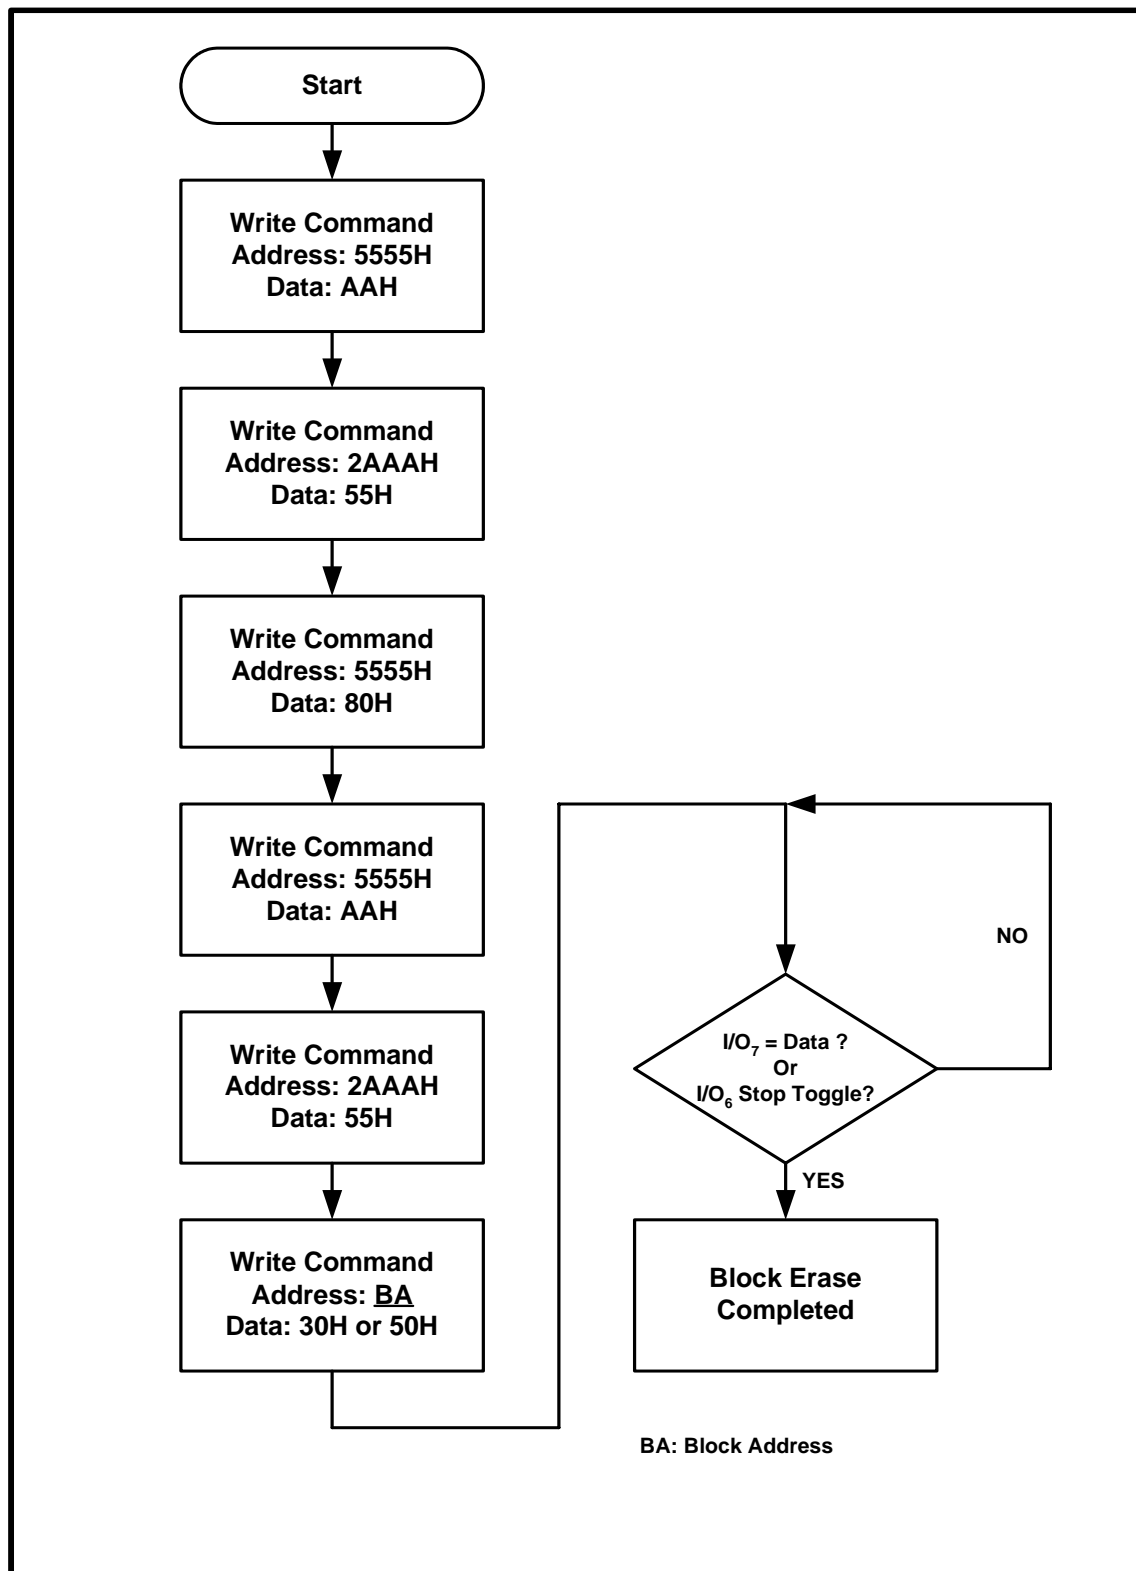 Start
Write Command
Address: 5555H
Data: AAH
Write Command
Address: 2AAAH
Data: 55H
Write Command
Address: 5555H
Data: 80H
Write Command
Address: 5555H
Data: AAH
Write Command
Address: 2AAAH
Data: 55H
Write Command
Address: BA
Data: 30H or 50H
NO
I/O7 = Data ?
Or
I/O6 Stop Toggle?
YES
Block Erase
Completed
BA: Block Address